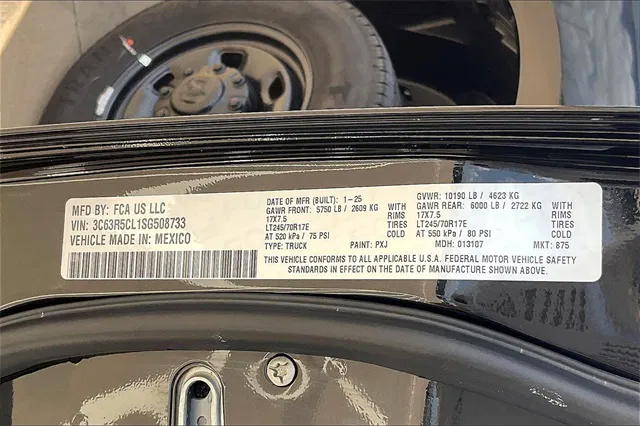 MFD BY: FCA US LLC
VIN: 3C63R5CL1SG508733
VEHICLE MADE IN: MEXICO
DATE OF MFR (BUILT): 1-25
GAWR FRONT: 5750 LB / 2609 KG WITH
17X7.5 RIMS
LT245/70R17E TIRES
AT 520 kPa / 75 PSI COLD
TYPE: TRUCK PAINT: PXJ
GVWR: 10190 LB / 4623 KG
GAWR REAR: 6000 LB / 2722 KG WITH
17X7.5 RIMS
LT245/70R17E TIRES
AT 550 kPa / 80 PSI COLD
MDH: 013107 MKT: 875
THIS VEHICLE CONFORMS TO ALL APPLICABLE U.S.A. FEDERAL MOTOR VEHICLE SAFETY
STANDARDS IN EFFECT ON THE DATE OF MANUFACTURE SHOWN ABOVE.